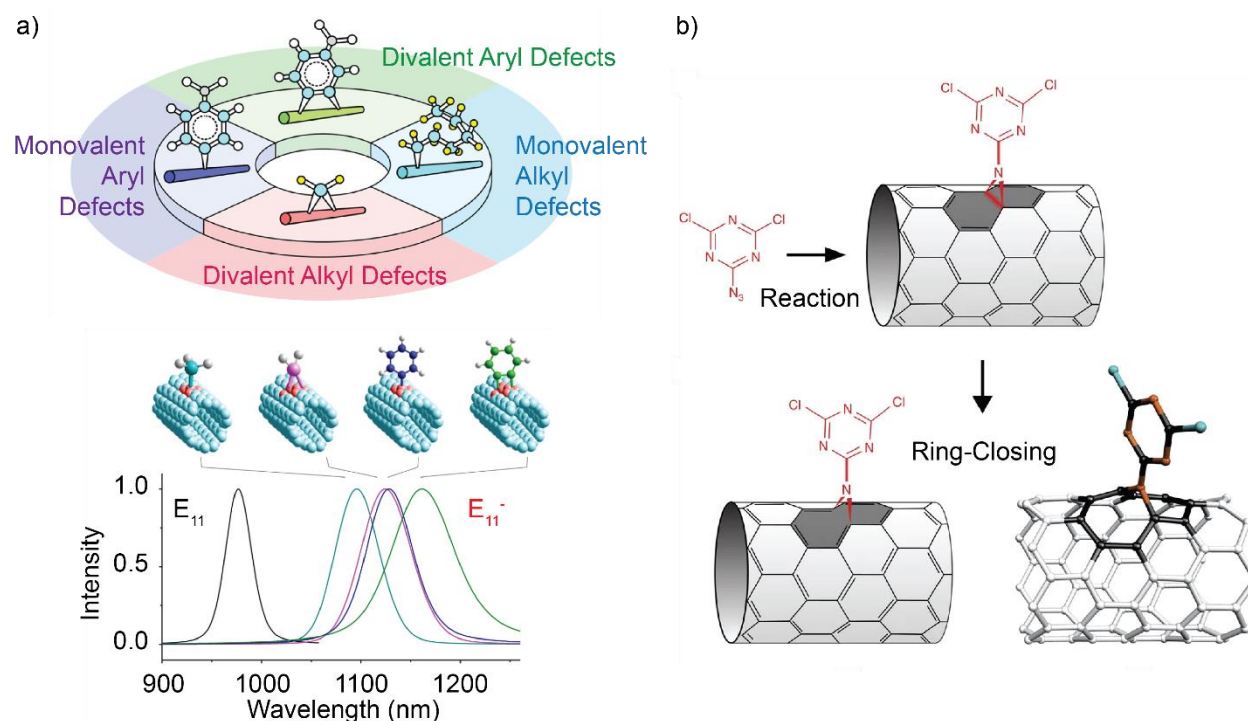 a)
Divalent Aryl Defects
Monovalent
Aryl
Defects
Monovalent
Alkyl
Defects
Divalent Alkyl Defects
1.0
0.5
0.0
Intensity
E₁₁
E₁₁⁻
900
1000
1100
1200
Wavelength (nm)
b)
Cl
N
Cl
N
N
N
Cl
N
Cl
N
N
N₃
Reaction
Cl
N
Cl
N
N
N
Ring-Closing